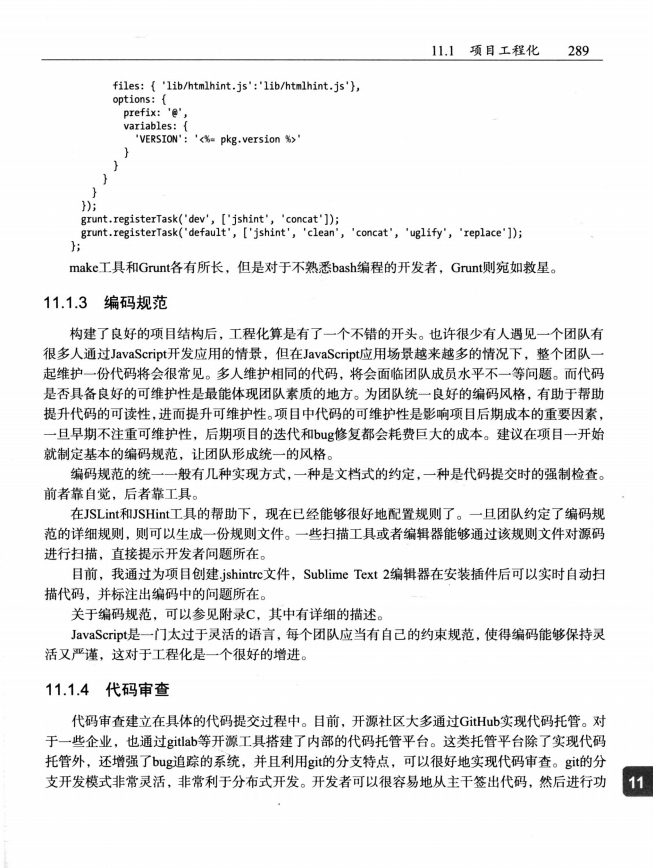 11.1 项目工程化 289
files: { 'lib/htmlhint.js':'lib/htmlhint.js'},
options: {
prefix: '@',
variables: {
'VERSION': '<%= pkg.version %>'
}
}
}
}
});
grunt.registerTask('dev', ['jshint', 'concat']);
grunt.registerTask('default', ['jshint', 'clean', 'concat', 'uglify', 'replace']);
};
make工具和Grunt各有所长，但是对于不熟悉bash编程的开发者，Grunt则宛如救星。
11.1.3 编码规范
构建了良好的项目结构后，工程化算是有了一个不错的开头。也许很少有人遇见一个团队有
很多人通过JavaScript开发应用的情景，但在JavaScript应用场景越来越多的情况下，整个团队一
起维护一份代码将会很常见。多人维护相同的代码，将会面临团队成员水平不一等问题。而代码
是否具备良好的可维护性是最能体现团队素质的地方。为团队统一良好的编码风格，有助于帮助
提升代码的可读性，进而提升可维护性。项目中代码的可维护性是影响项目后期成本的重要因素，
一旦早期不注重可维护性，后期项目的迭代和bug修复都会耗费巨大的成本。建议在项目一开始
就制定基本的编码规范，让团队形成统一的风格。
编码规范的统一一般有几种实现方式，一种是文档式的约定，一种是代码提交时的强制检查。
前者靠自觉，后者靠工具。
在JSLint和JSHint工具的帮助下，现在已经能够很好地配置规则了。一旦团队约定了编码规
范的详细规则，则可以生成一份规则文件。一些扫描工具或者编辑器能够通过该规则文件对源码
进行扫描，直接提示开发者问题所在。
目前，我通过为项目创建.jshintrc文件，Sublime Text 2编辑器在安装插件后可以实时自动扫
描代码，并标注出编码中的问题所在。
关于编码规范，可以参见附录C，其中有详细的描述。
JavaScript是一门太过于灵活的语言，每个团队应当有自己的约束规范，使得编码能够保持灵
活又严谨，这对于工程化是一个很好的增进。
11.1.4 代码审查
代码审查建立在具体的代码提交过程中。目前，开源社区大多通过GitHub实现代码托管。对
于一些企业，也通过gitlab等开源工具搭建了内部的代码托管平台。这类托管平台除了实现代码
托管外，还增强了bug追踪的系统，并且利用git的分支特点，可以很好地实现代码审查。git的分
支开发模式非常灵活，非常利于分布式开发。开发者可以很容易地从主干签出代码，然后进行功
11